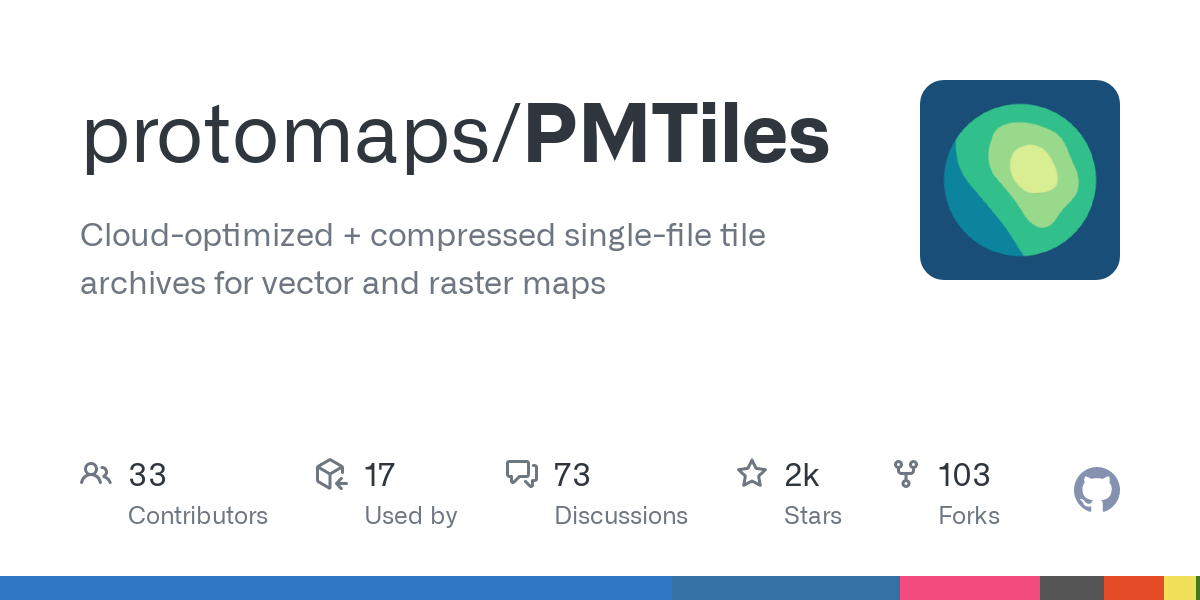 protomaps/PMTiles
Cloud-optimized + compressed single-file tile
archives for vector and raster maps
33
Contributors
17
Used by
73
Discussions
2k
Stars
103
Forks